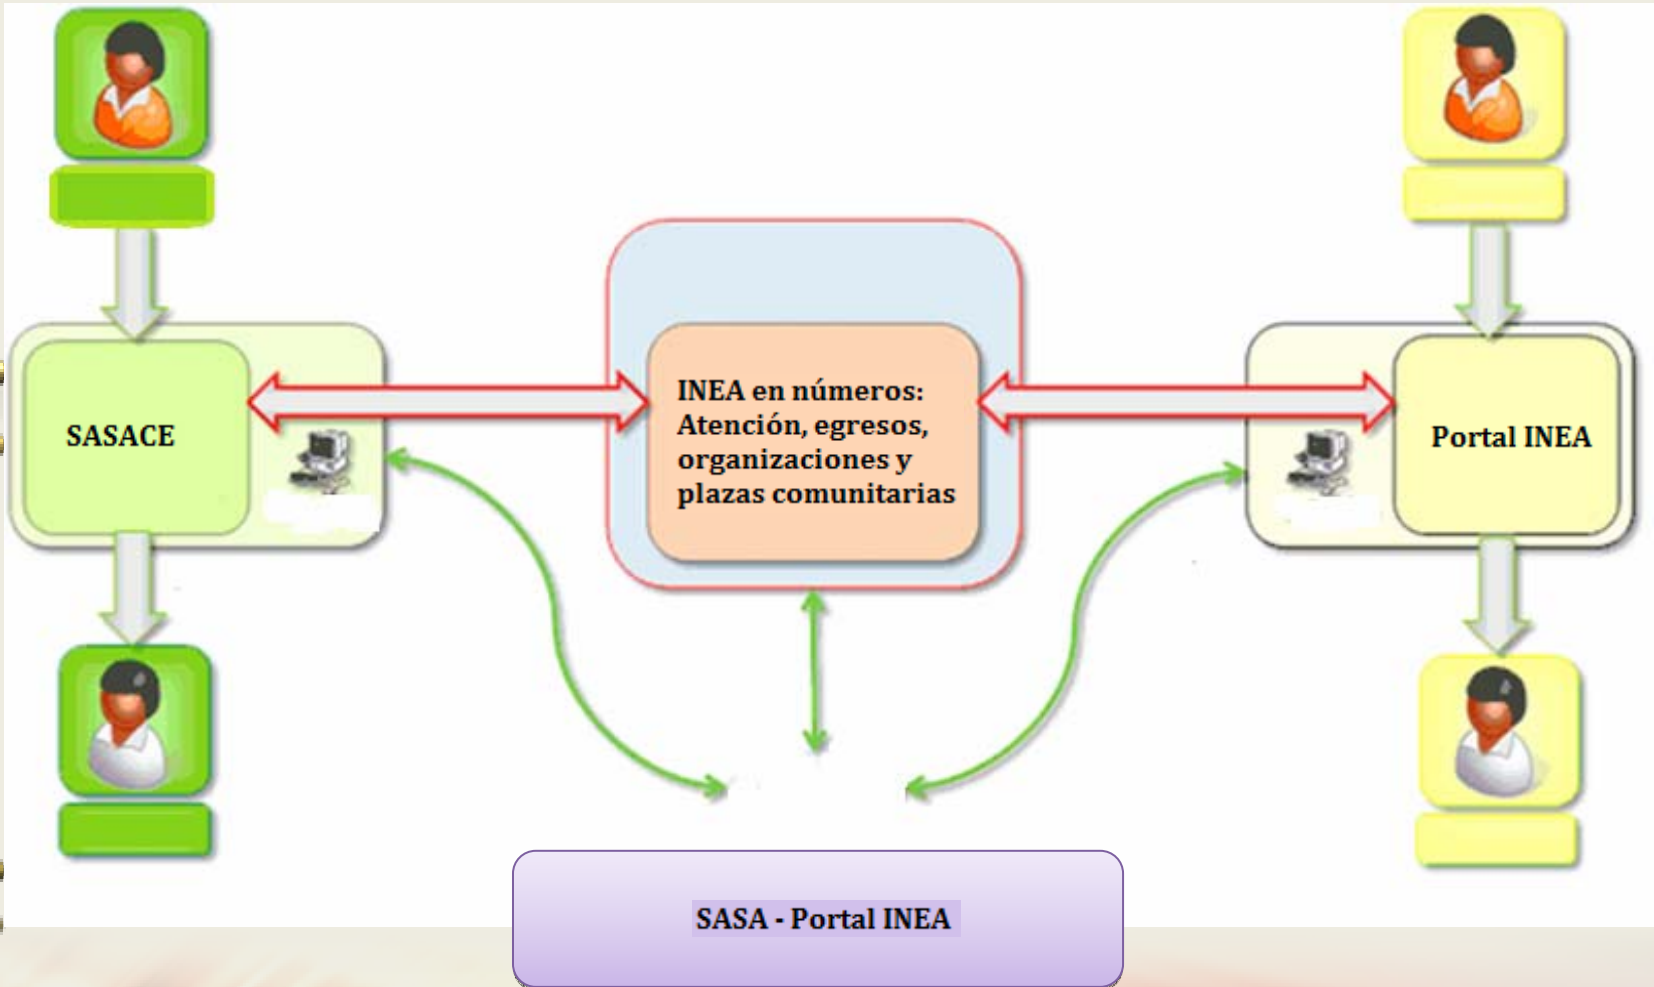 SASACE
INEA en números:
Atención, egresos,
organizaciones y
plazas comunitarias
Portal INEA
SASA - Portal INEA